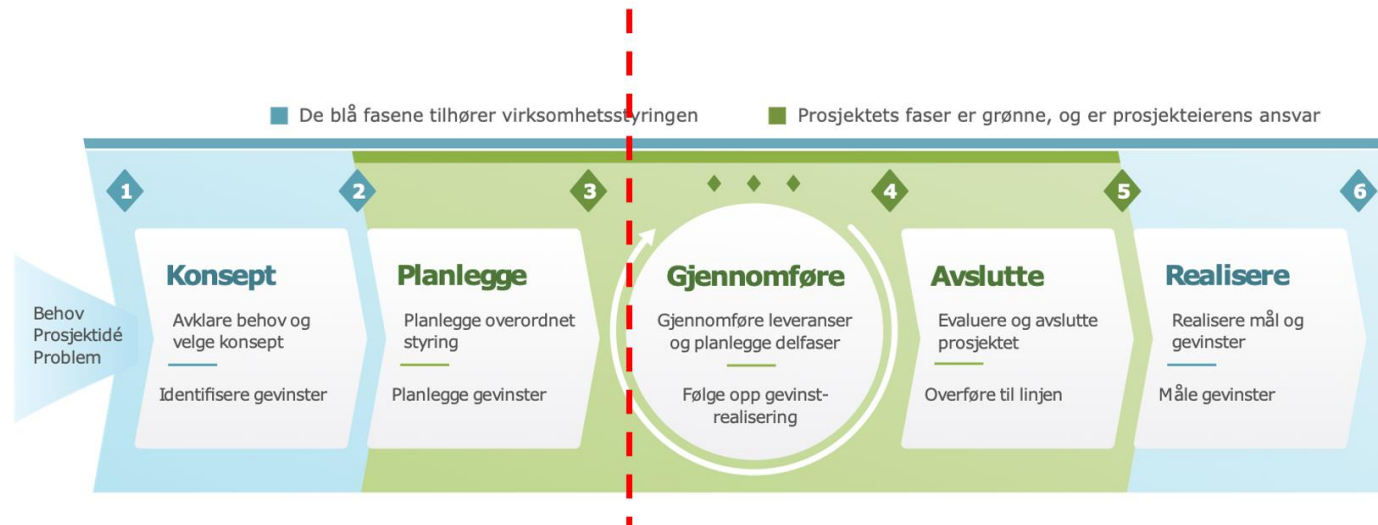 De blå fasene tilhører virksomhetsstyringen
Prosjektets faser er grønne, og er prosjekteierens ansvar
1
2
3
4
5
6
Behov
Prosjektidé
Problem
Konsept
Avklare behov og
velge konsept
Identifisere gevinster
Planlegge
Planlegge overordnet
styring
Planlegge gevinster
Gjennomføre
Gjennomføre leveranser
og planlegge delfaser
Følge opp gevinst-
realisering
Avslutte
Evaluere og avslutte
prosjektet
Overføre til linjen
Realisere
Realisere mål og
gevinster
Måle gevinster